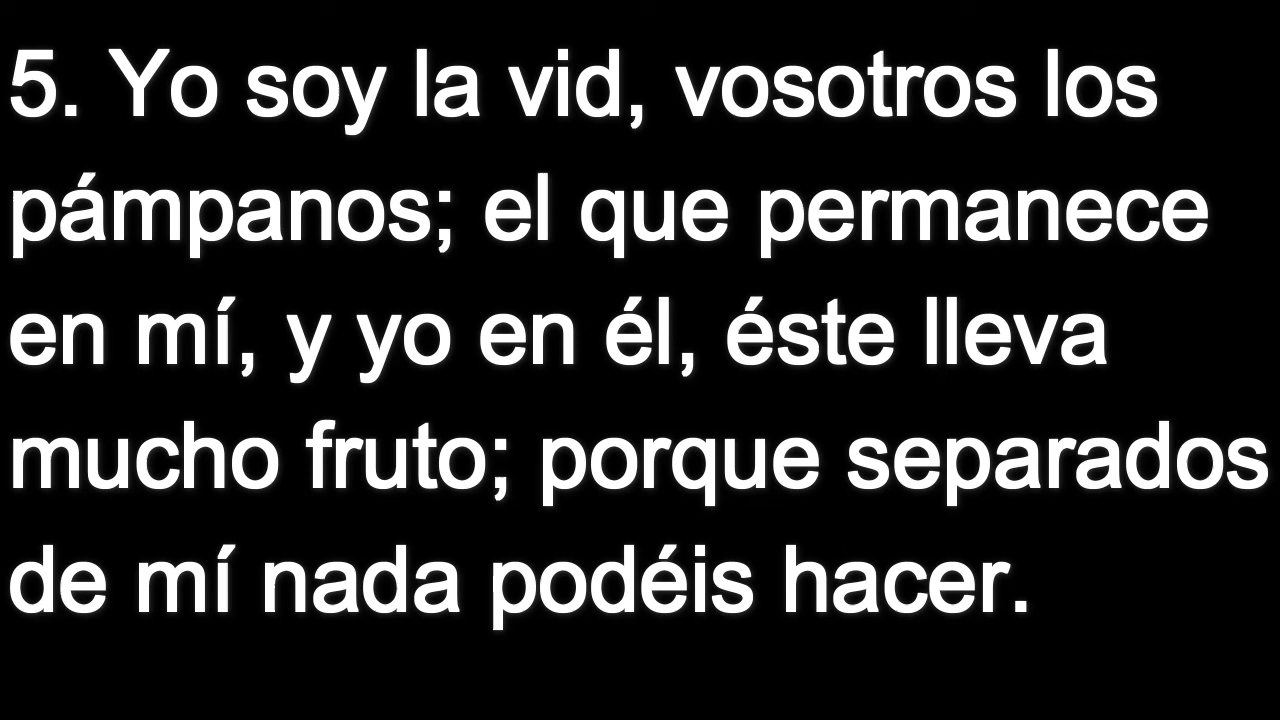 5. Yo soy la vid, vosotros los
pámpanos; el que permanece
en mí, y yo en él, éste lleva
mucho fruto; porque separados
de mí nada podéis hacer.